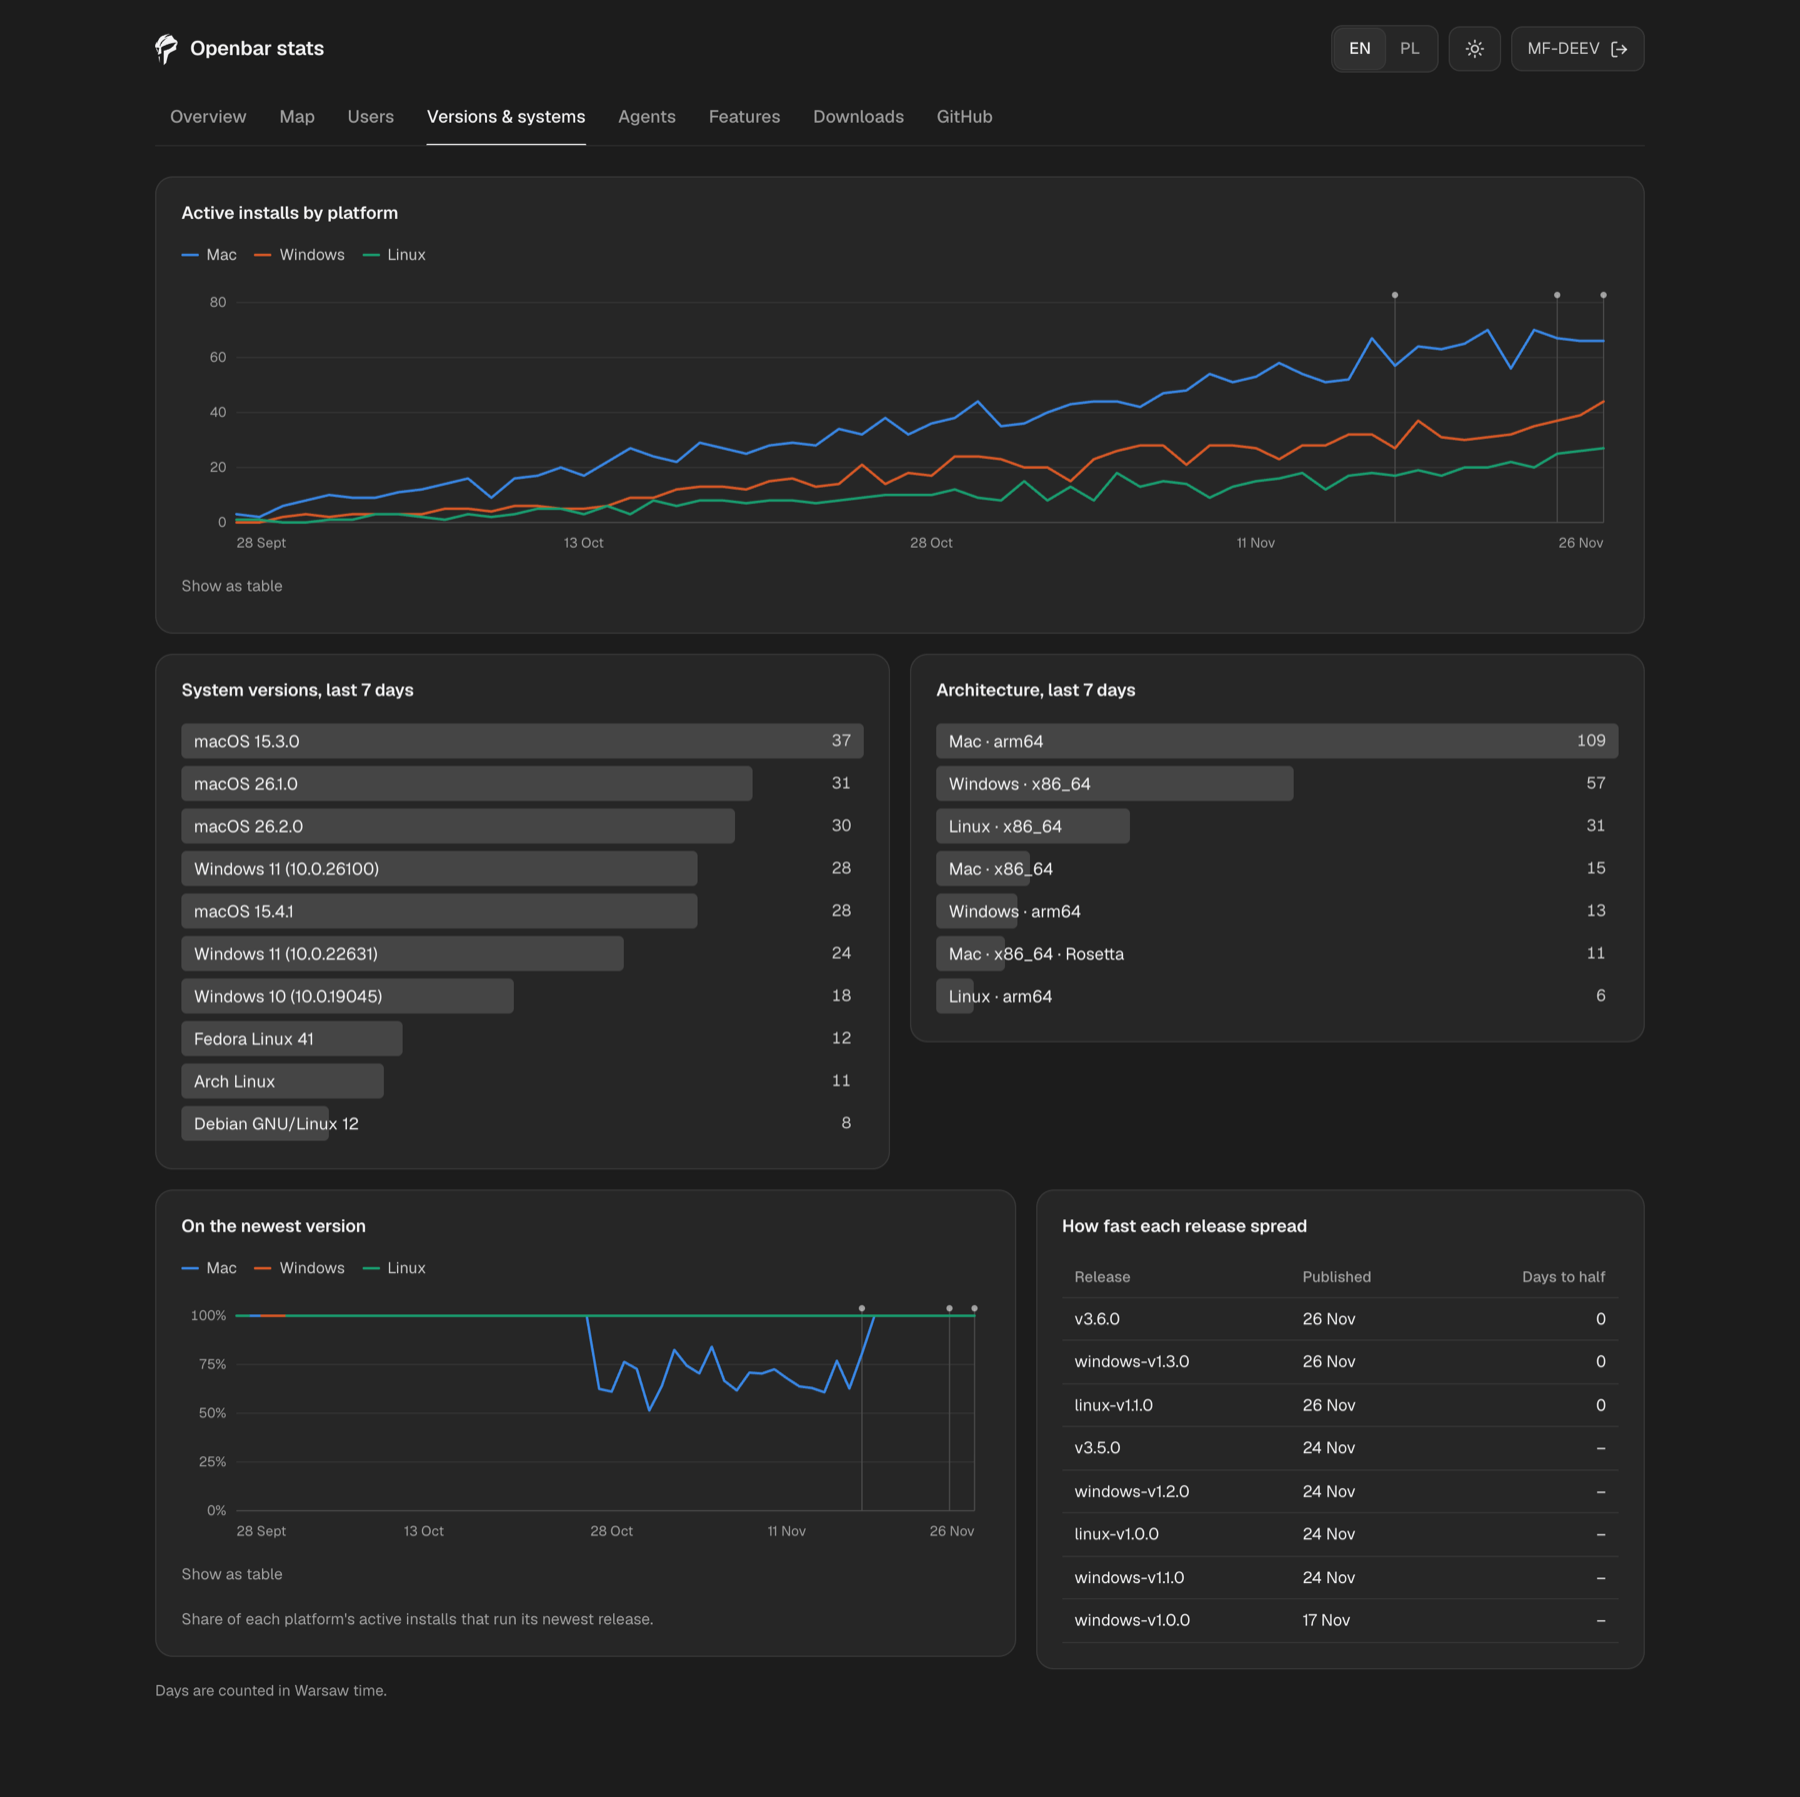 Openbar stats
EN PL MF-DEEV
Overview Map Users Versions & systems Agents Features Downloads GitHub
Active installs by platform
Mac Windows Linux
80
60
40
20
0
28 Sept 13 Oct 28 Oct 11 Nov 26 Nov
Show as table
System versions, last 7 days
macOS 15.3.0 37
macOS 26.1.0 31
macOS 26.2.0 30
Windows 11 (10.0.26100) 28
macOS 15.4.1 28
Windows 11 (10.0.22631) 24
Windows 10 (10.0.19045) 18
Fedora Linux 41 12
Arch Linux 11
Debian GNU/Linux 12 8
Architecture, last 7 days
Mac · arm64 109
Windows · x86_64 57
Linux · x86_64 31
Mac · x86_64 15
Windows · arm64 13
Mac · x86_64 · Rosetta 11
Linux · arm64 6
On the newest version
Mac Windows Linux
100%
75%
50%
25%
0%
28 Sept 13 Oct 28 Oct 11 Nov 26 Nov
Show as table
Share of each platform's active installs that run its newest release.
How fast each release spread
Release Published Days to half
v3.6.0 26 Nov 0
windows-v1.3.0 26 Nov 0
linux-v1.1.0 26 Nov 0
v3.5.0 24 Nov –
windows-v1.2.0 24 Nov –
linux-v1.0.0 24 Nov –
windows-v1.1.0 24 Nov –
windows-v1.0.0 17 Nov –
Days are counted in Warsaw time.